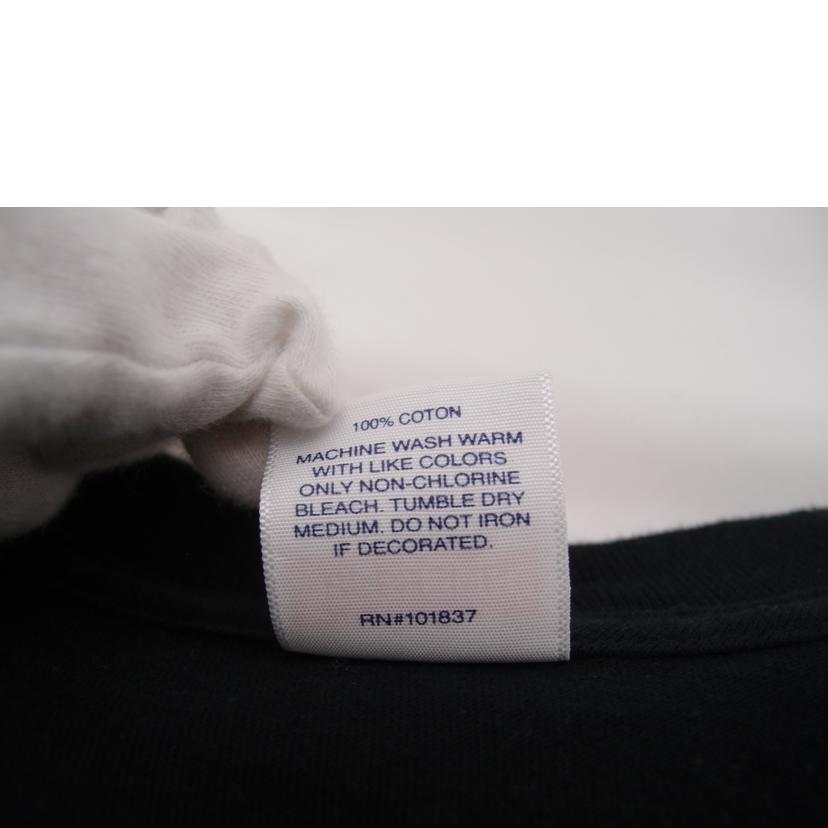 100% COTON
MACHINE WASH WARM
WITH LIKE COLORS
ONLY NON-CHLORINE
BLEACH. TUMBLE DRY
MEDIUM. DO NOT IRON
IF DECORATED.
RN#101837